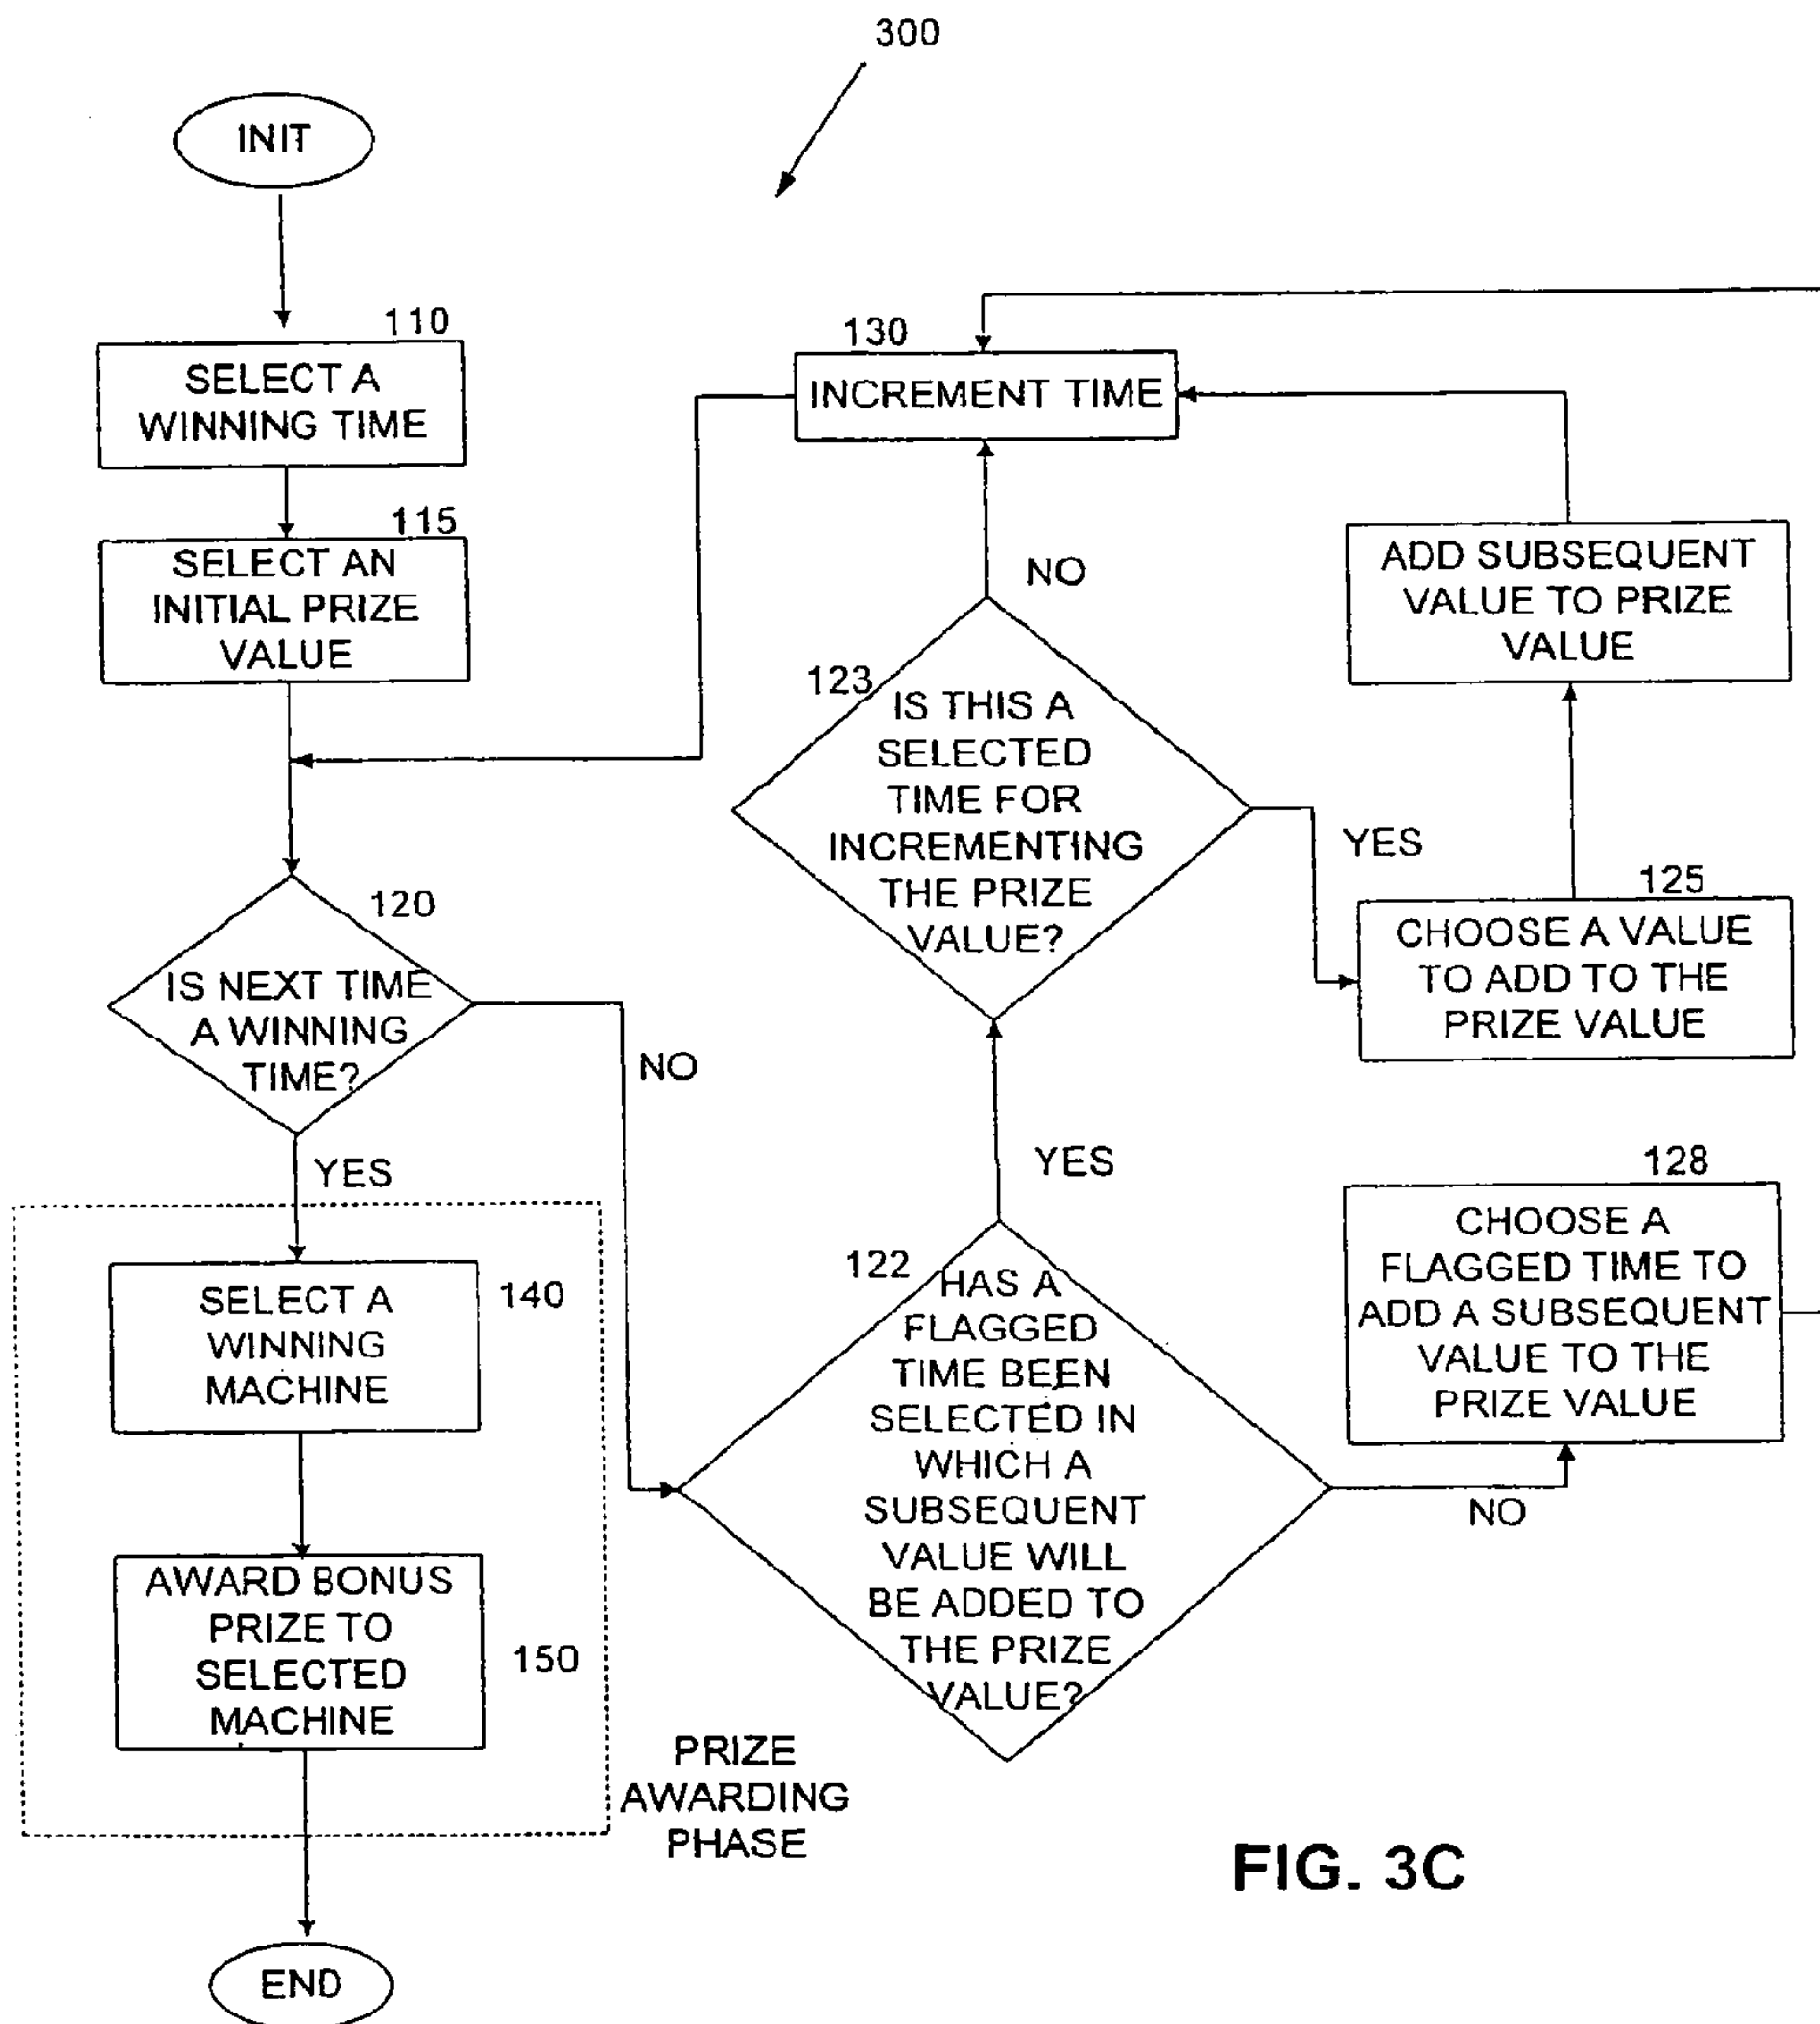 300
INIT
110
SELECT A
WINNING TIME
115
SELECT AN
INITIAL PRIZE
VALUE
120
IS NEXT TIME
A WINNING
TIME?
NO
YES
SELECT A
WINNING
MACHINE
140
AWARD BONUS
PRIZE TO
SELECTED
MACHINE
150
PRIZE
AWARDING
PHASE
END
130
INCREMENT TIME
NO
123
IS THIS A
SELECTED
TIME FOR
INCREMENTING
THE PRIZE
VALUE?
YES
ADD SUBSEQUENT
VALUE TO PRIZE
VALUE
125
CHOOSE A VALUE
TO ADD TO THE
PRIZE VALUE
YES
122
HAS A
FLAGGED
TIME BEEN
SELECTED IN
WHICH A
SUBSEQUENT
VALUE WILL
BE ADDED TO
THE PRIZE
VALUE?
NO
128
CHOOSE A
FLAGGED TIME TO
ADD A SUBSEQUENT
VALUE TO THE
PRIZE VALUE
FIG. 3C